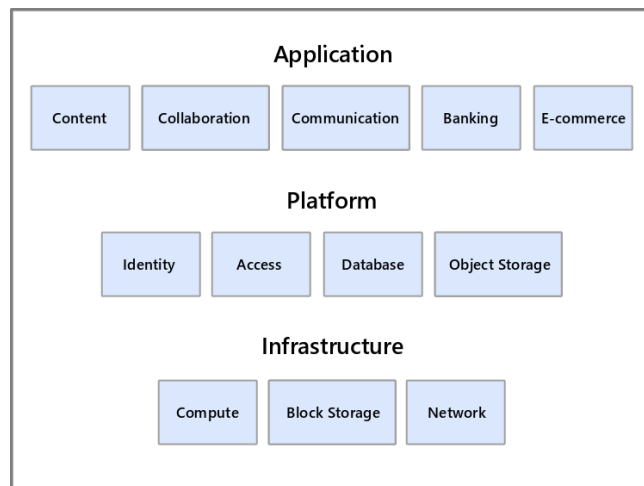 Application
Content
Collaboration
Communication
Banking
E-commerce
Platform
Identity
Access
Database
Object Storage
Infrastructure
Compute
Block Storage
Network